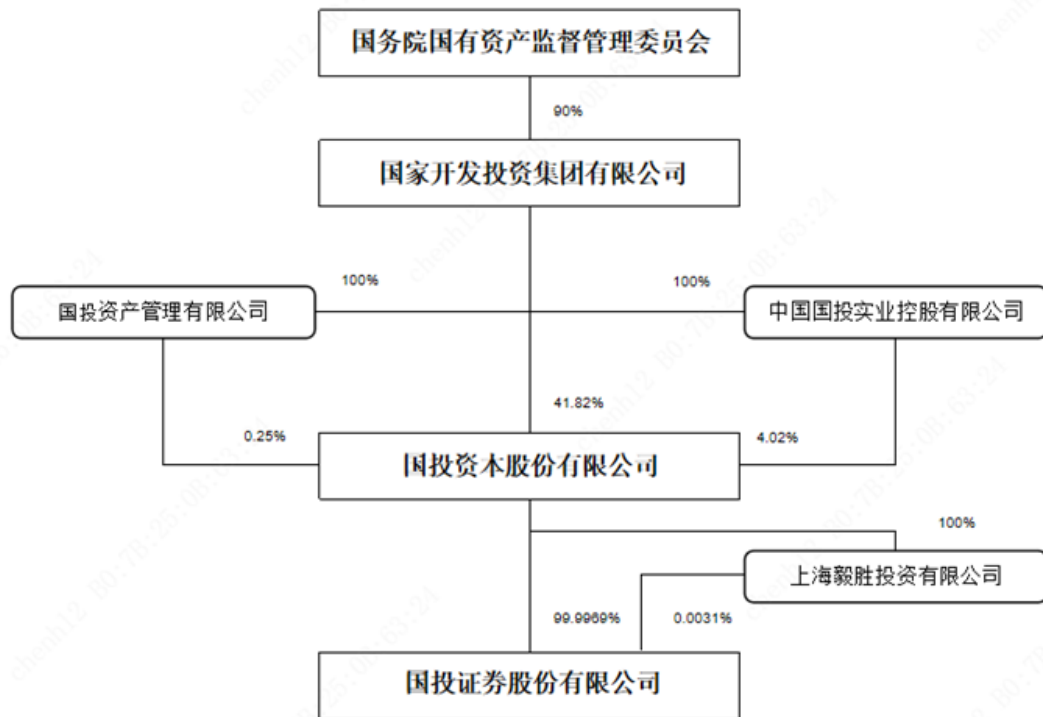 国务院国有资产监督管理委员会
90%
国家开发投资集团有限公司
100%
100%
国投资产管理有限公司
中国国投实业控股有限公司
41.82%
0.25%
4.02%
国投资本股份有限公司
100%
上海毅胜投资有限公司
99.9969%
0.0031%
国投证券股份有限公司